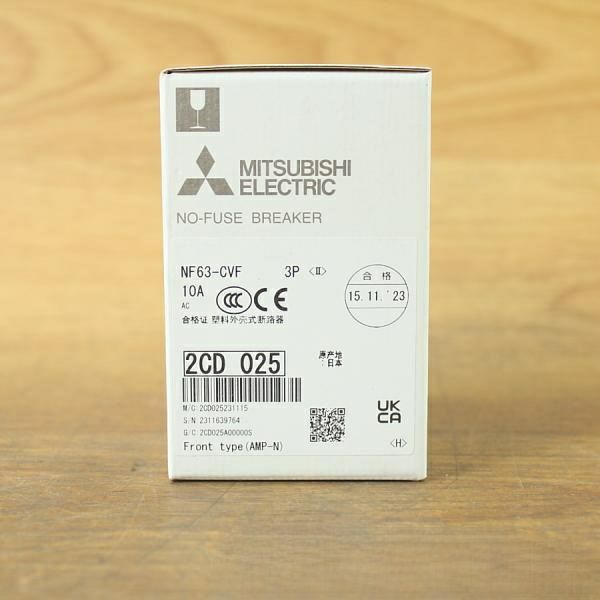 MITSUBISHI
ELECTRIC
NO-FUSE BREAKER
NF63-CVF 3P <Ⅱ>
10A
AC
CCC CE
合格
15.11.'23
合格证 塑料外壳式断路器
2CD 025
原産地
:日本
M/C:2CD025231115
S/N 2311639764
G/C:2CD025A00000S
UK
CA
Front type(AMP-N)
<H>